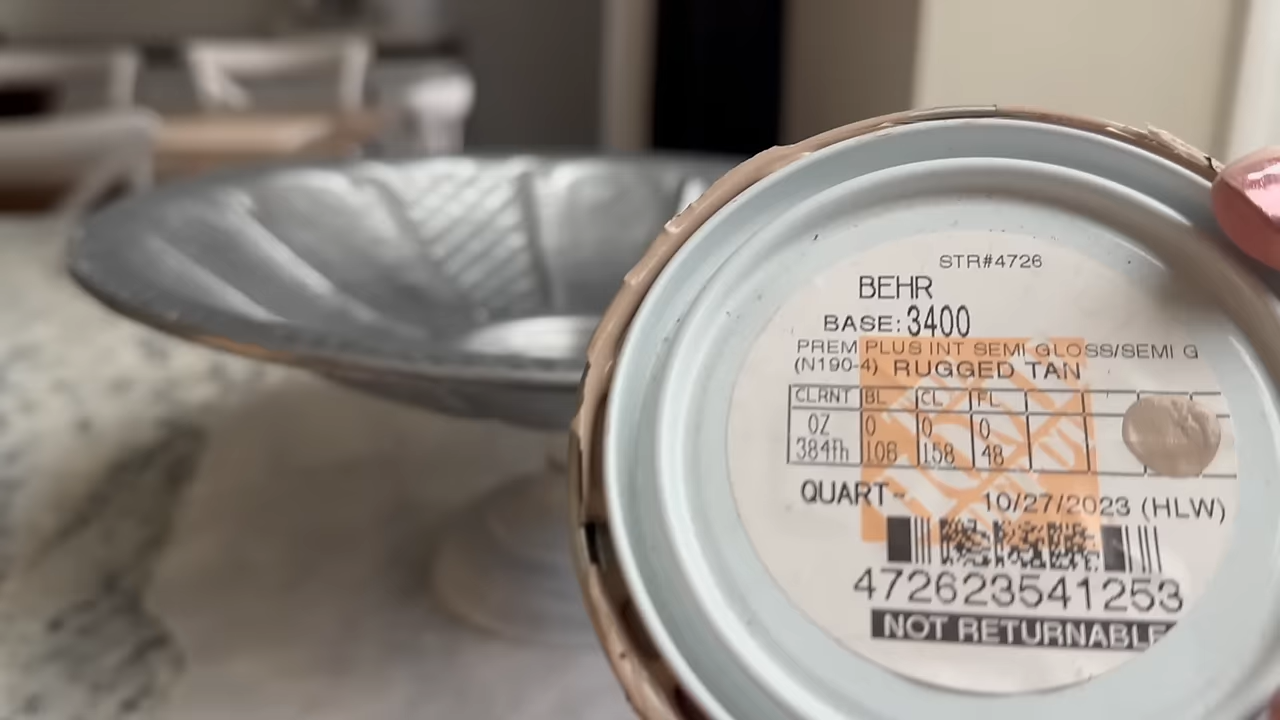 STR#4726
BEHR
BASE: 3400
PREM PLUS INT SEMI GLOSS/SEMI G
(N190-4) RUGGED TAN
CLRNT BL CL FL
OZ 0 0 0
384th 108 158 48
QUART- 10/27/2023 (HLW)
472623541253
NOT RETURNABLE